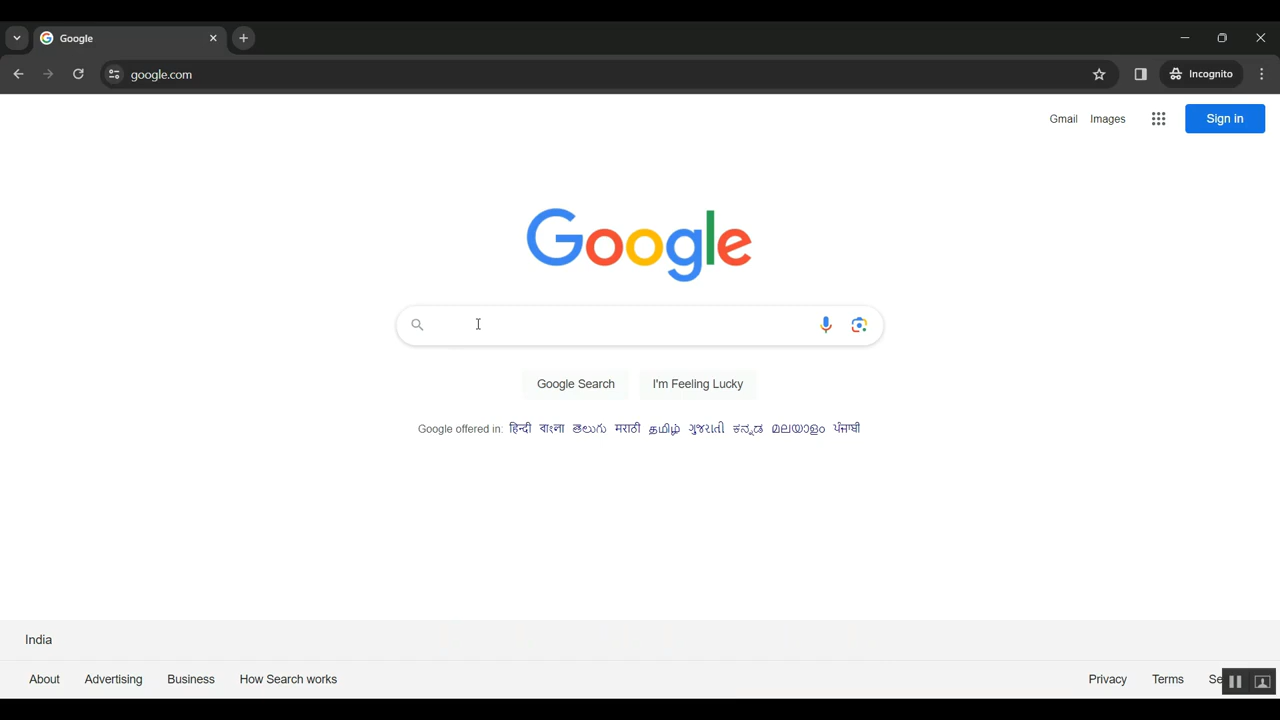 Google
google.com
Incognito
Gmail Images Sign in
Google
Google Search I'm Feeling Lucky
Google offered in: हिन्दी বাংলা తెలుగు मराठी தமிழ் ગુજરાતી ಕನ್ನಡ മലയാളം ਪੰਜਾਬੀ
India
About Advertising Business How Search works Privacy Terms